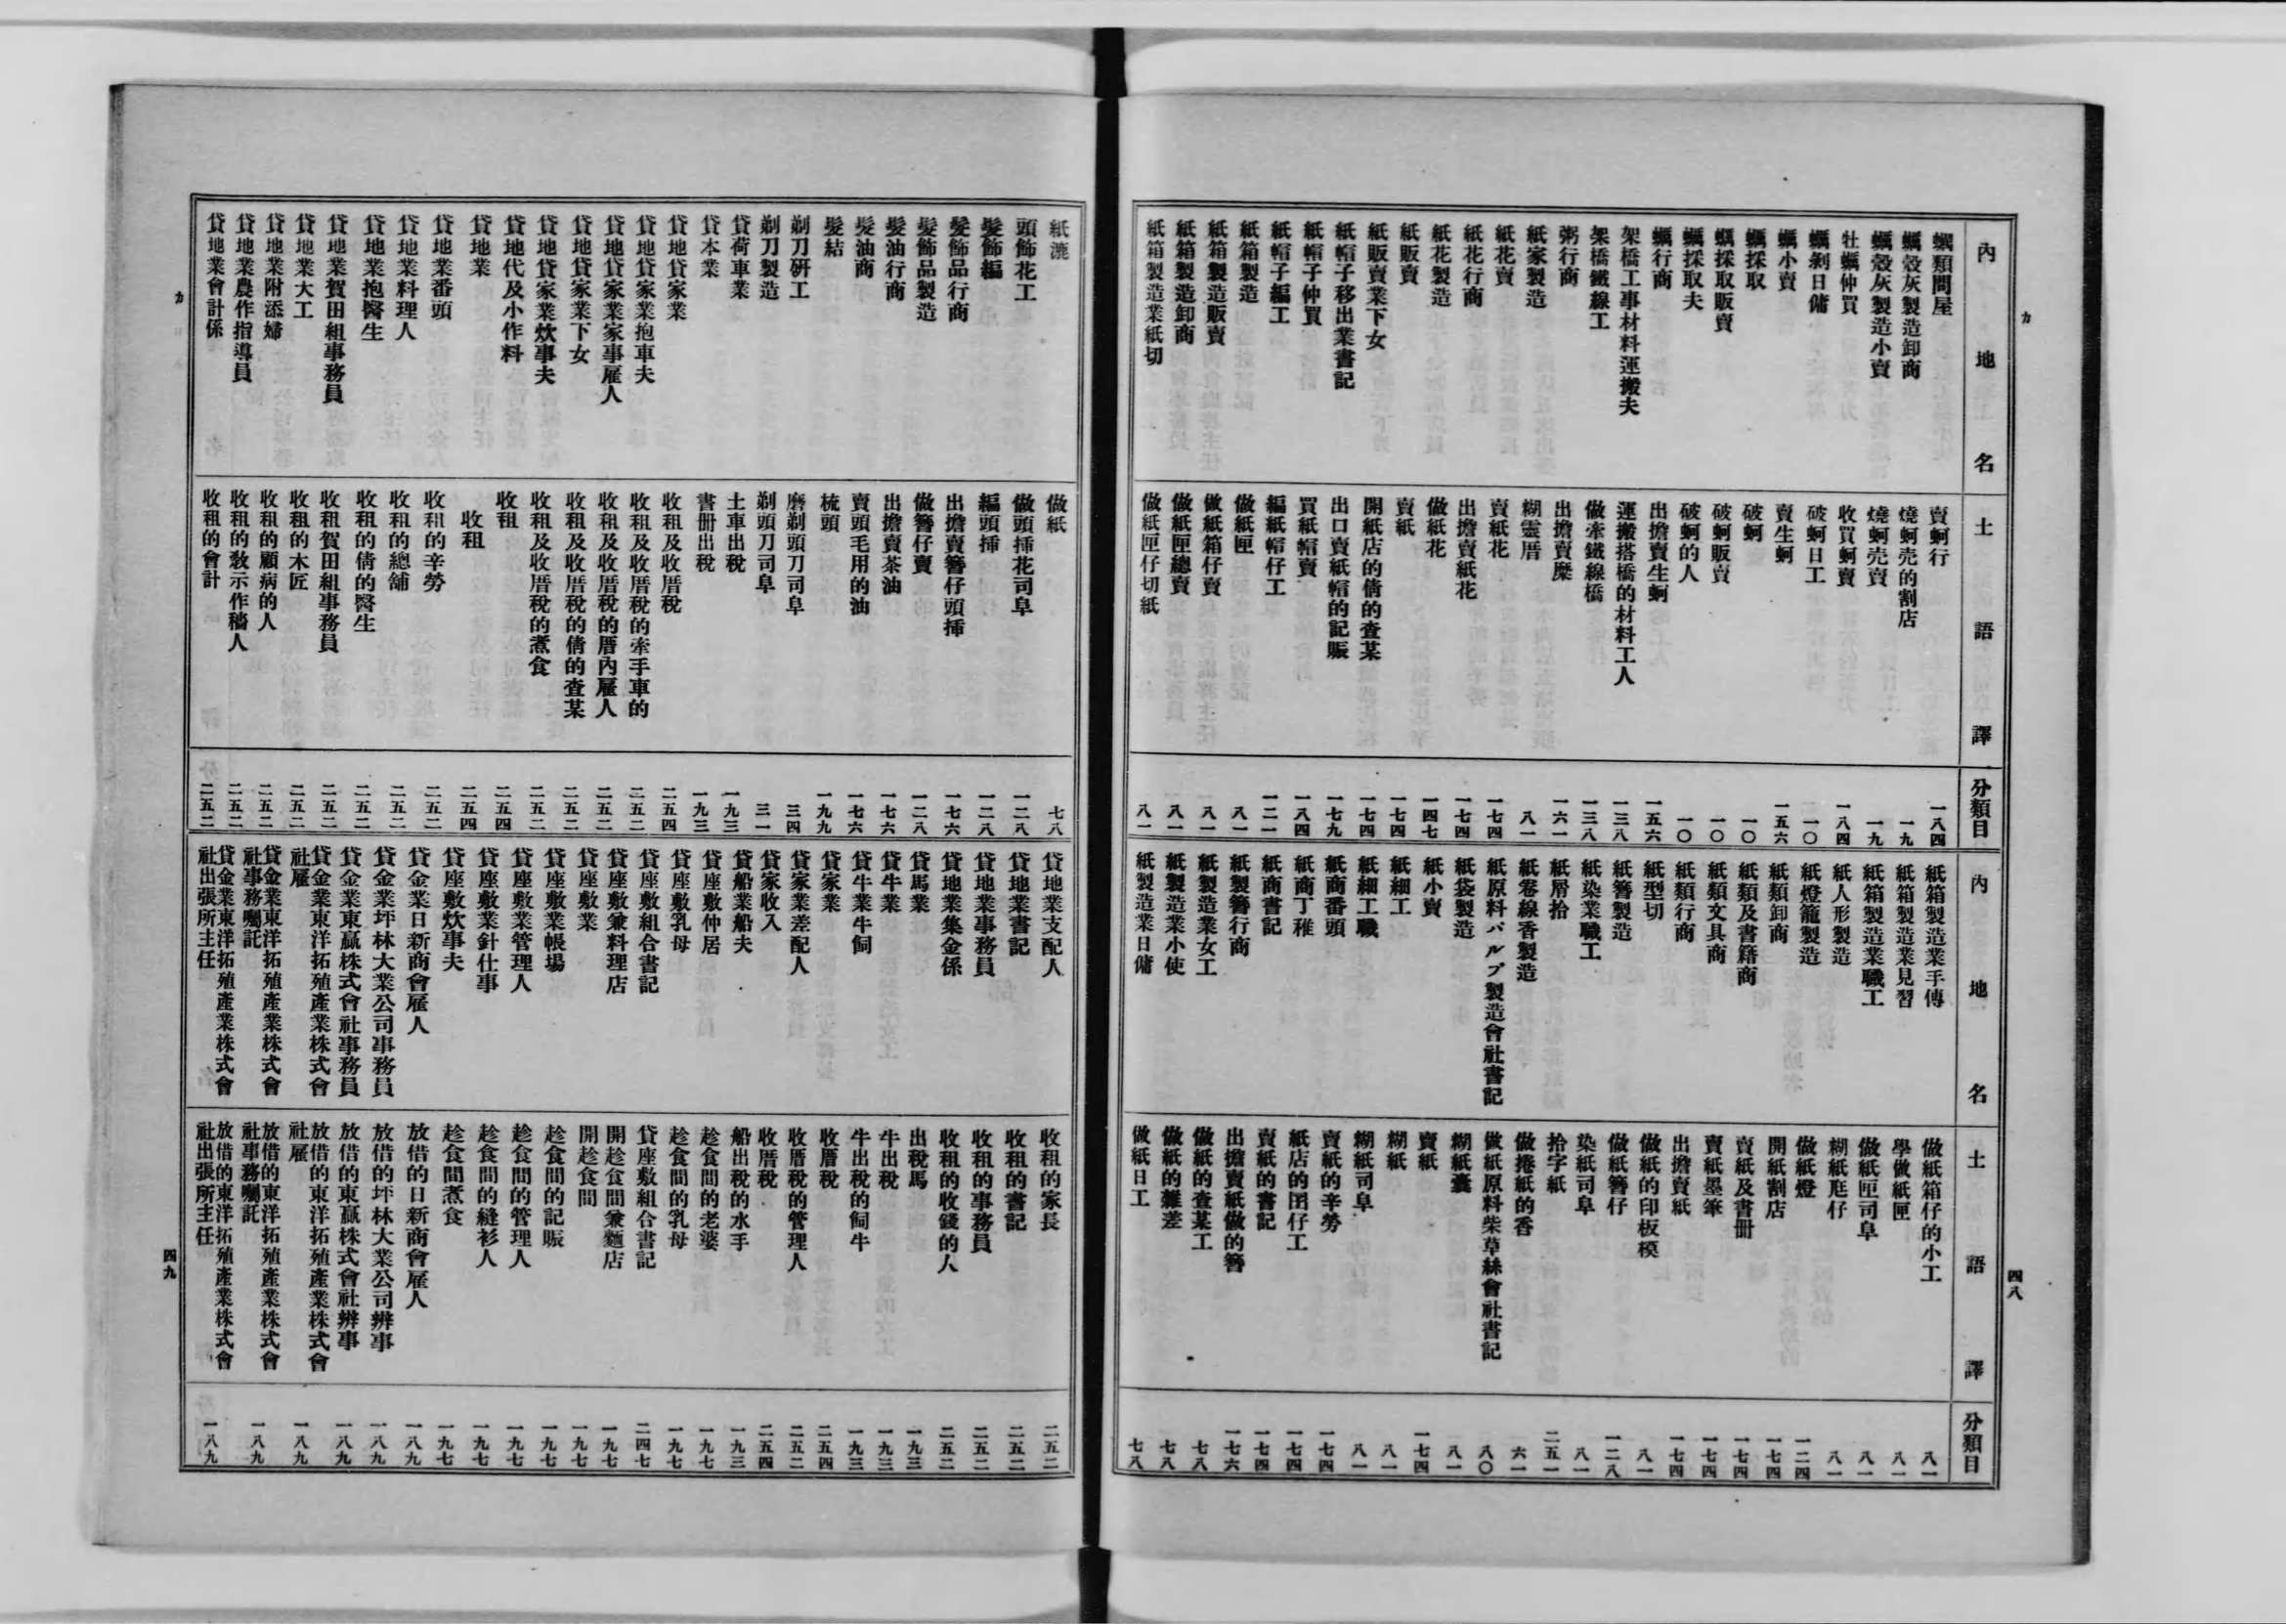 カ
四八
內地名 土語譯 分類目
蠣類問屋 賣蚵行 一八四
蠣殼灰製造卸商 燒蚵壳的割店 一九
蠣殼灰製造小賣 燒蚵壳賣 一九
牡蠣仲買 收買蚵賣 一八四
蠣剝日傭 破蚵日工 二一〇
蠣小賣 賣生蚵 一五六
蠣採取 破蚵 一〇
蠣採取販賣 破蚵販賣 一〇
蠣採取夫 破蚵的人 一〇
蠣行商 出擔賣生蚵 一五六
架橋工事材料運搬夫 運搬搭橋的材料工人 一三八
架橋鐵線工 做牽鐵線橋 一三八
粥行商 出擔賣糜 一六一
紙家製造 糊靈厝 八一
紙花賣 賣紙花 一七四
紙花行商 出擔賣紙花 一七四
紙花製造 做紙花 一四七
紙販賣 賣紙 一七四
紙販賣業下女 開紙店的倩的查某 一七四
紙帽子移出業書記 出口賣紙帽的記賬 一七九
紙帽子仲買 買紙帽賣 一八四
紙帽子編工 編紙帽仔工 一二一
紙箱製造 做紙匣 八一
紙箱製造販賣 做紙箱仔賣 八一
紙箱製造卸商 做紙匣總賣 八一
紙箱製造業紙切 做紙匣仔切紙 八一
內地名 土語譯 分類目
紙箱製造業手傳 做紙箱仔的小工 八一
紙箱製造業見習 學做紙匣 八一
紙箱製造業職工 做紙匣司阜 八一
紙人形製造 糊紙尫仔 八一
紙燈籠製造 做紙燈 一二四
紙類卸商 開紙割店 一七四
紙類及書籍商 賣紙及書冊 一七四
紙類文具商 賣紙墨筆 一七四
紙類行商 出擔賣紙 一七四
紙型切 做紙的印板模 八一
紙簪製造 做紙簪仔 一二八
紙染業職工 染紙司阜 八一
紙屑拾 拾字紙 二五一
紙卷線香製造 做捲紙的香 六一
紙原料パルプ製造會社書記 做紙原料柴草絲會社書記 八〇
紙袋製造 糊紙囊 八一
紙小賣 賣紙 一七四
紙細工 糊紙 八一
紙細工職 糊紙司阜 八一
紙商番頭 賣紙的辛勞 一七四
紙商丁稚 紙店的囝仔工 一七四
紙商書記 賣紙的書記 一七四
紙製簪行商 出擔賣紙做的簪 一七六
紙製造業女工 做紙的查某工 七八
紙製造業小使 做紙的雜差 七八
紙製造業日傭 做紙日工 七八
カ
四九
紙漉 做紙 七八
頭飾花工 做頭揷花司阜 一二八
髮飾編 編頭揷 一二八
髮飾品行商 出擔賣簪仔頭揷 一七六
髮飾品製造 做簪仔賣 一二八
髮油行商 出擔賣茶油 一七六
髮油商 賣頭毛用的油 一七六
髮結 梳頭 一九九
剃刀研工 磨剃頭刀司阜 三四
剃刀製造 剃頭刀司阜 三一
貸荷車業 土車出稅 一九三
貸本業 書冊出稅 一九三
貸地貸家業 收租及收厝稅 二五四
貸地貸家業抱車夫 收租及收厝稅的牽手車的 二五二
貸地貸家業家事雇人 收租及收厝稅的厝內雇人 二五二
貸地貸家業下女 收租及收厝稅的倩的查某 二五二
貸地貸家業炊事夫 收租及收厝稅的煮食 二五二
貸地代及小作料 收租 二五四
貸地業 收租 二五四
貸地業番頭 收租的辛勞 二五二
貸地業料理人 收租的總舖 二五二
貸地業抱醫生 收租的倩的醫生 二五二
貸地業賀田組事務員 收租賀田組事務員 二五二
貸地業大工 收租的木匠 二五二
貸地業附添婦 收租的顧病的人 二五二
貸地業農作指導員 收租的敎示作穡人 二五二
貸地業會計係 收租的會計 二五二
貸地業支配人 收租的家長 二五二
貸地業書記 收租的書記 二五二
貸地業事務員 收租的事務員 二五二
貸地業集金係 收租的收錢的人 二五二
貸馬業 出稅馬 一九三
貸牛業 牛出稅 一九三
貸牛業牛飼 牛出稅的飼牛 一九三
貸家業 收厝稅 二五四
貸家業差配人 收厝稅的管理人 二五二
貸家收入 收厝稅 二五四
貸船業船夫 船出稅的水手 一九三
貸座敷仲居 趁食間的老婆 一九七
貸座敷乳母 趁食間的乳母 一九七
貸座敷組合書記 貸座敷組合書記 二四七
貸座敷兼料理店 開趁食間兼麵店 一九七
貸座敷業 開趁食間 一九七
貸座敷業帳場 趁食間的記賬 一九七
貸座敷業管理人 趁食間的管理人 一九七
貸座敷業針仕事 趁食間的縫衫人 一九七
貸座敷炊事夫 趁食間煮食 一九七
貸金業日新商會雇人 放借的日新商會雇人 一八九
貸金業坪林大業公司事務員 放借的坪林大業公司辨事 一八九
貸金業東瀛株式會社事務員 放借的東瀛株式會社辨事 一八九
貸金業東洋拓殖產業株式會社雇 放借的東洋拓殖產業株式會社雇 一八九
貸金業東洋拓殖產業株式會社事務囑託 放借的東洋拓殖產業株式會社事務囑託 一八九
貸金業東洋拓殖產業株式會社出張所主任 放借的東洋拓殖產業株式會社出張所主任 一八九